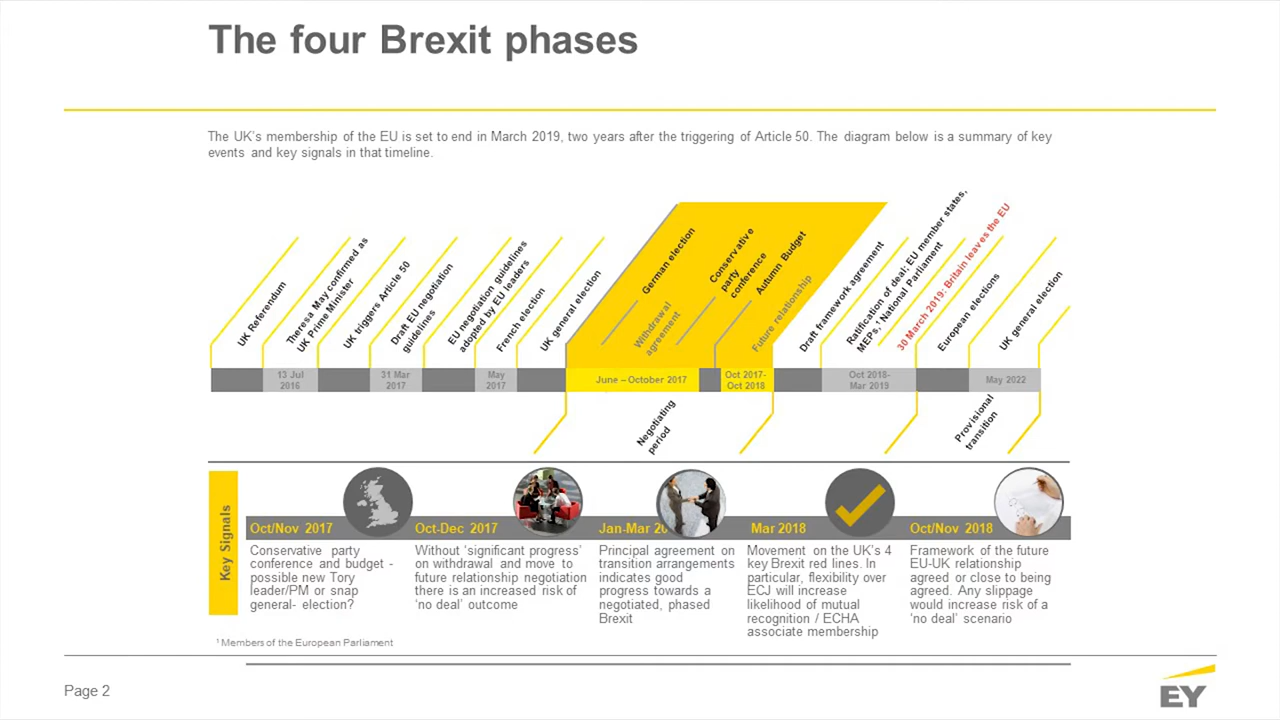 The four Brexit phases
The UK's membership of the EU is set to end in March 2019, two years after the triggering of Article 50. The diagram below is a summary of key
events and key signals in that timeline.
UK Referendum
Theresa May confirmed as
UK Prime Minister
UK triggers Article 50
Draft EU negotiation
guidelines
EU negotiation guidelines
adopted by EU leaders
French election
UK general election
German election
Withdrawal
agreement
Conservative
party
conference
Autumn Budget
Future relationship
Draft framework agreement
Ratification of deal; EU member states,
MEPs,¹ National Parliament
30 March 2019: Britain leaves the EU
European elections
UK general election
13 Jul
2016
31 Mar
2017
May
2017
June – October 2017
Oct 2017-
Oct 2018
Oct 2018-
Mar 2019
May 2022
Negotiating
period
Provisional
transition
Key Signals
Oct/Nov 2017
Conservative party
conference and budget -
possible new Tory
leader/PM or snap
general- election?
Oct-Dec 2017
Without 'significant progress'
on withdrawal and move to
future relationship negotiation
there is an increased risk of
'no deal' outcome
Jan-Mar 20
Principal agreement on
transition arrangements
indicates good
progress towards a
negotiated, phased
Brexit
Mar 2018
Movement on the UK's 4
key Brexit red lines. In
particular, flexibility over
ECJ will increase
likelihood of mutual
recognition / ECHA
associate membership
Oct/Nov 2018
Framework of the future
EU-UK relationship
agreed or close to being
agreed. Any slippage
would increase risk of a
'no deal' scenario
¹ Members of the European Parliament
Page 2
EY